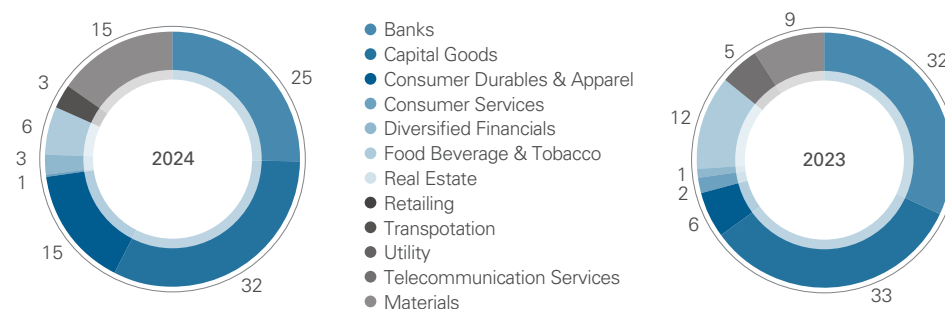 15
3
6
3
1
15
25
32
2024
Banks
Capital Goods
Consumer Durables & Apparel
Consumer Services
Diversified Financials
Food Beverage & Tobacco
Real Estate
Retailing
Transpotation
Utility
Telecommunication Services
Materials
9
5
12
1
2
6
32
33
2023